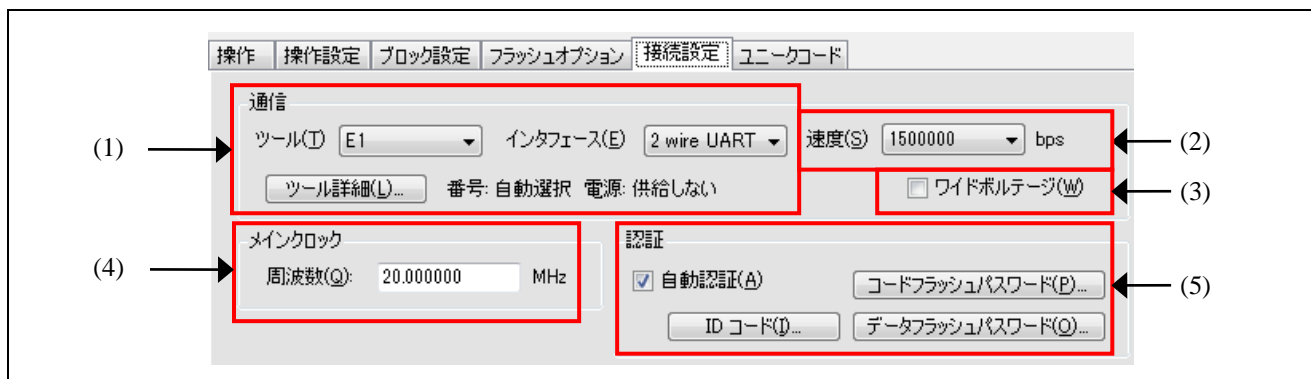 操作 操作設定 ブロック設定 フラッシュオプション 接続設定 ユニークコード
通信
(1) ツール(T) E1 インタフェース(E) 2 wire UART 速度(S) 1500000 bps (2)
ツール詳細(L)... 番号: 自動選択 電源: 供給しない ワイドボルテージ(W) (3)
メインクロック 認証
(4) 周波数(Q): 20.000000 MHz 自動認証(A) コードフラッシュパスワード(P)... (5)
ID コード(I)... データフラッシュパスワード(O)...